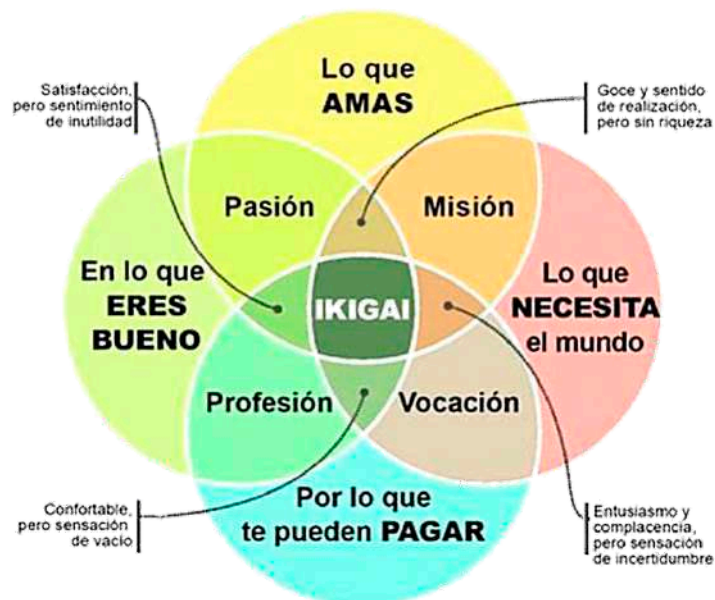 Lo que
AMAS
Satisfacción,
pero sentimiento
de inutilidad
Goce y sentido
de realización,
pero sin riqueza
Pasión
Misión
En lo que
ERES
BUENO
IKIGAI
Lo que
NECESITA
el mundo
Profesión
Vocación
Por lo que
te pueden PAGAR
Confortable,
pero sensación
de vacío
Entusiasmo y
complacencia,
pero sensación
de incertidumbre